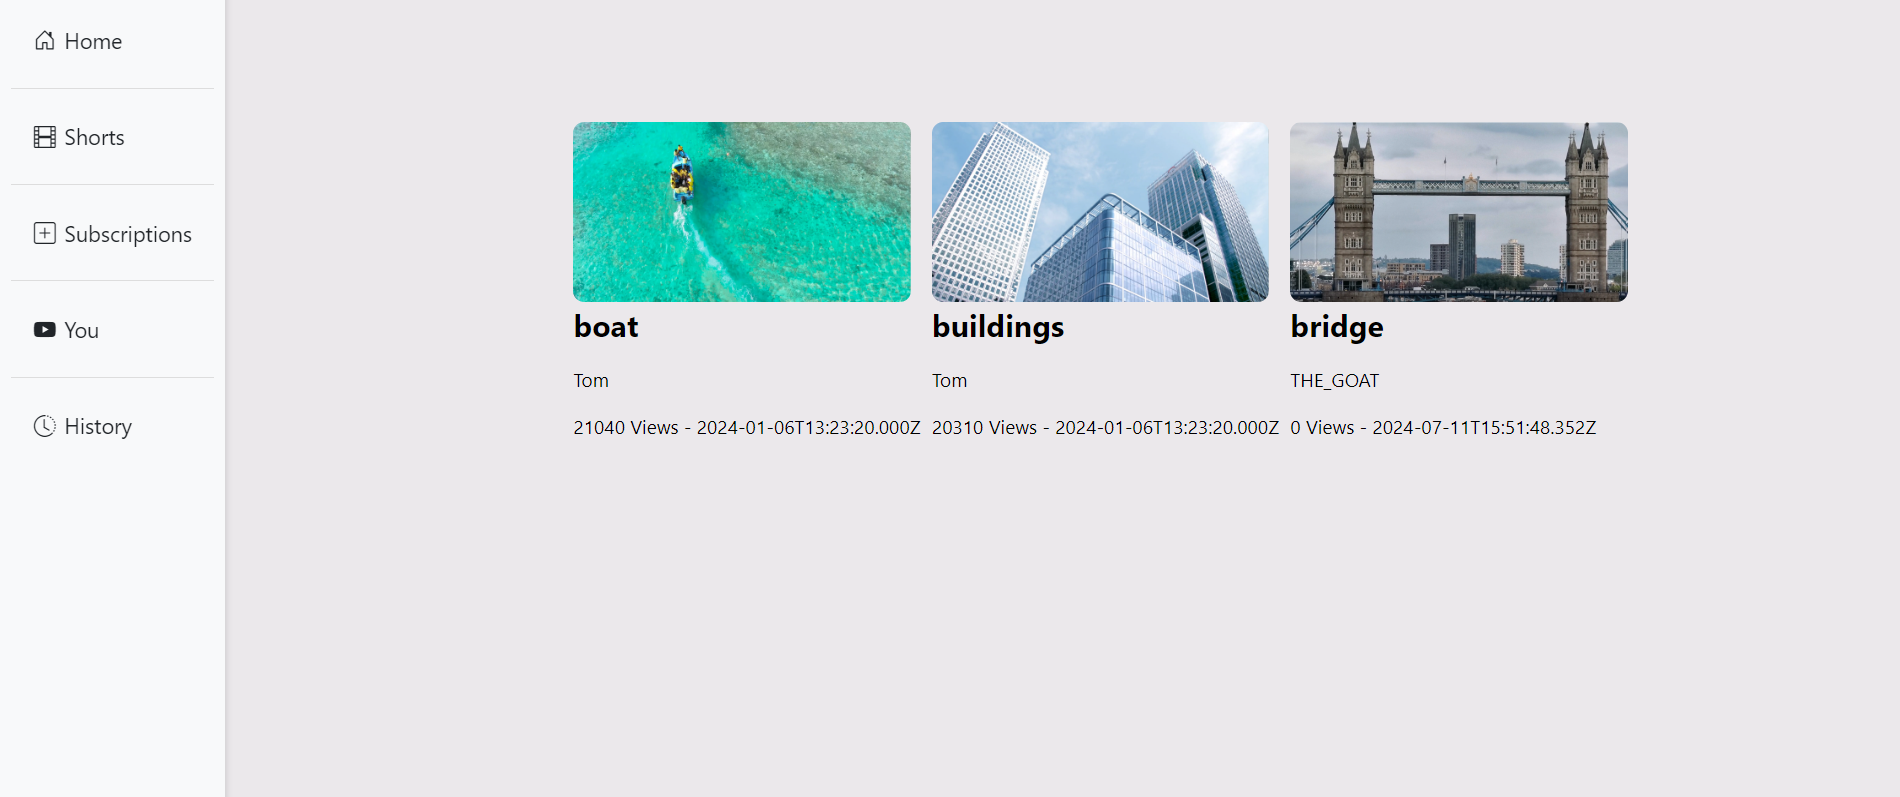 Home
Shorts
Subscriptions
You
History
boat
Tom
21040 Views - 2024-01-06T13:23:20.000Z
buildings
Tom
20310 Views - 2024-01-06T13:23:20.000Z
bridge
THE_GOAT
0 Views - 2024-07-11T15:51:48.352Z